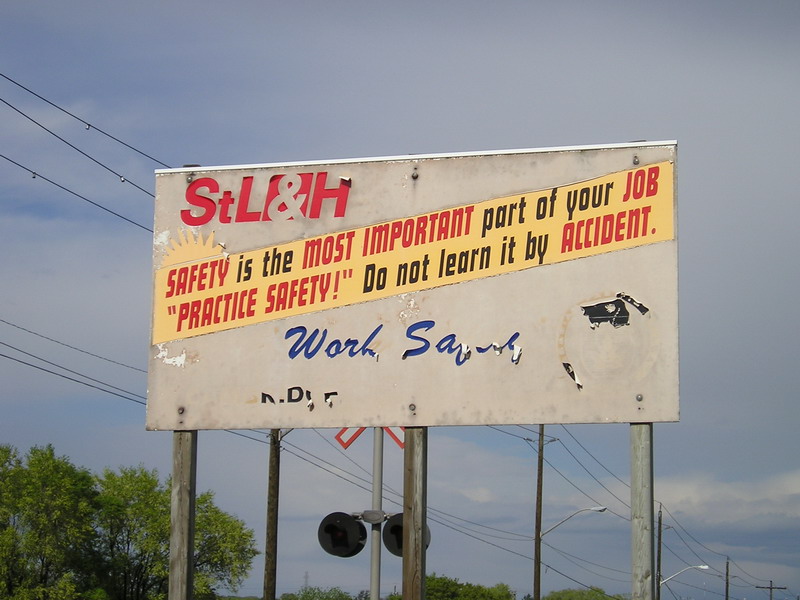 StL&H
SAFETY is the MOST IMPORTANT part of your JOB
"PRACTICE SAFETY!" Do not learn it by ACCIDENT.
Work